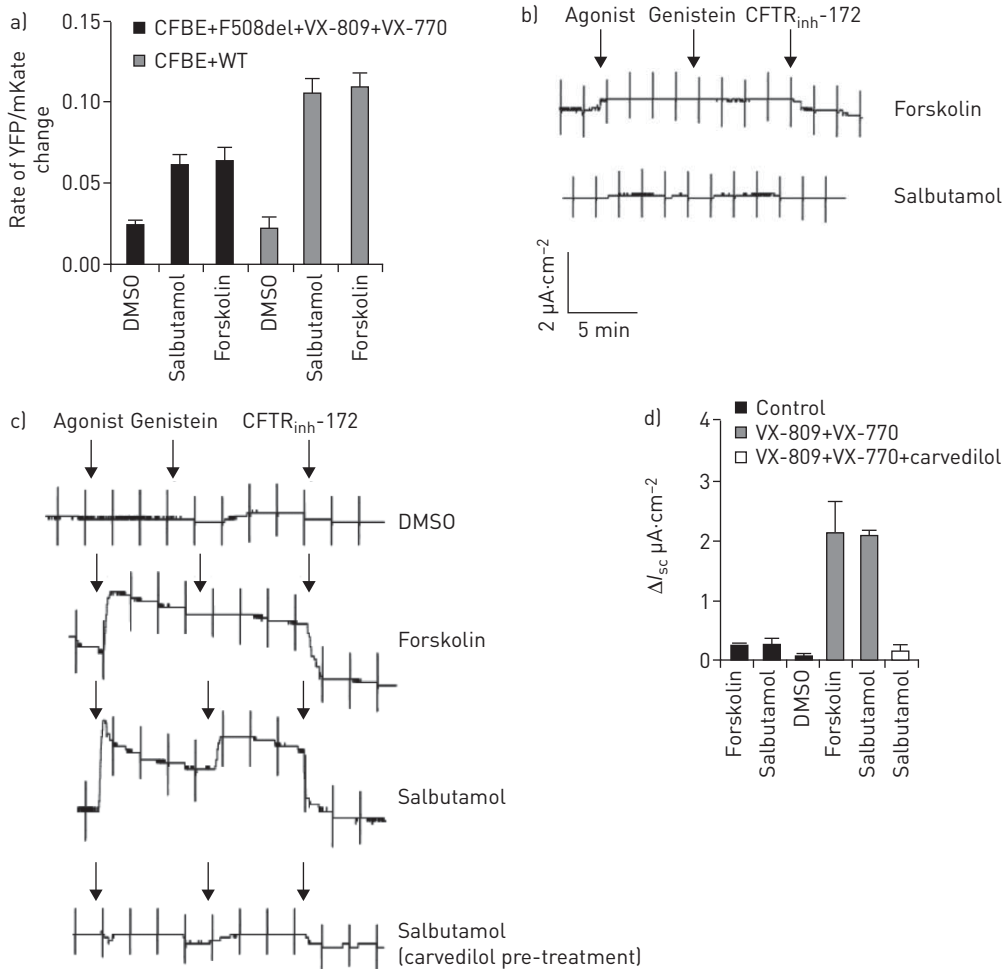 a)
CFBE+F508del+VX-809+VX-770
CFBE+WT
Rate of YFP/mKate
change
0.15
0.10
0.05
0.00
DMSO
Salbutamol
Forskolin
DMSO
Salbutamol
Forskolin
b)
Agonist Genistein CFTRinh-172
Forskolin
Salbutamol
2 µA·cm−2
5 min
c)
Agonist Genistein CFTRinh-172
DMSO
Forskolin
Salbutamol
Salbutamol
(carvedilol pre-treatment)
d)
Control
VX-809+VX-770
VX-809+VX-770+carvedilol
ΔIsc µA·cm−2
4
3
2
1
0
Forskolin
Salbutamol
DMSO
Forskolin
Salbutamol
Salbutamol